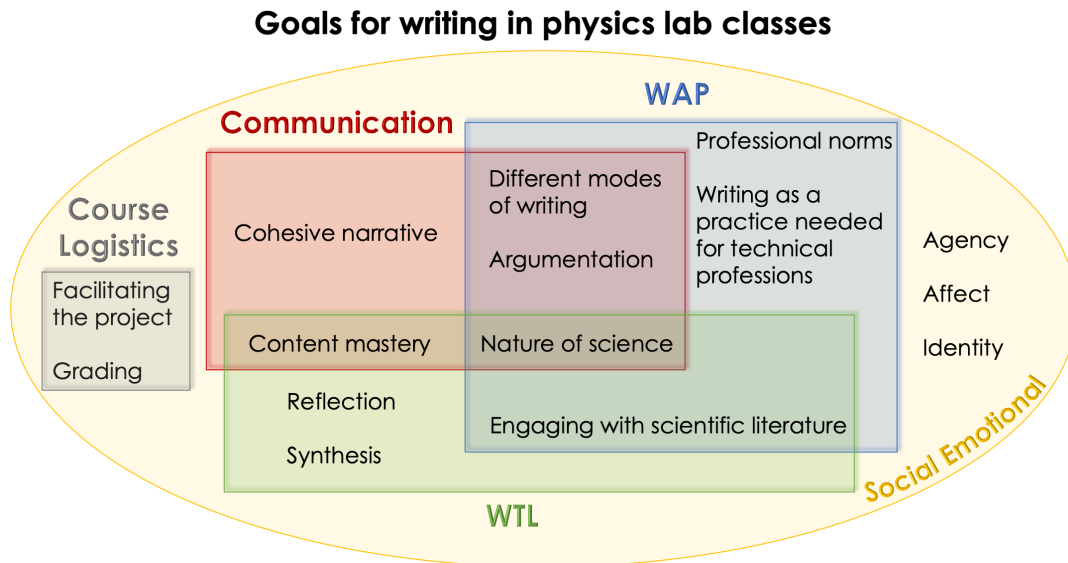 Goals for writing in physics lab classes
WAP
Communication
Professional norms
Different modes
of writing
Writing as a
practice needed
for technical
professions
Course
Logistics
Cohesive narrative
Argumentation
Agency
Affect
Identity
Facilitating
the project
Grading
Content mastery
Nature of science
Reflection
Synthesis
Engaging with scientific literature
Social Emotional
WTL